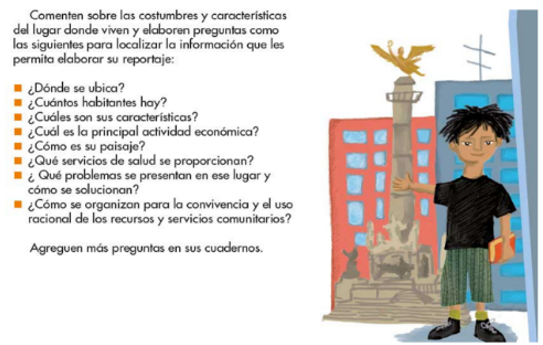 Comenten sobre las costumbres y características
del lugar donde viven y elaboren preguntas como
las siguientes para localizar la información que les
permita elaborar su reportaje:
¿Dónde se ubica?
¿Cuántos habitantes hay?
¿Cuáles son sus características?
¿Cuál es la principal actividad económica?
¿Cómo es su paisaje?
¿Qué servicios de salud se proporcionan?
¿ Qué problemas se presentan en ese lugar y
cómo se solucionan?
¿Cómo se organizan para la convivencia y el uso
racional de los recursos y servicios comunitarios?
Agreguen más preguntas en sus cuadernos.